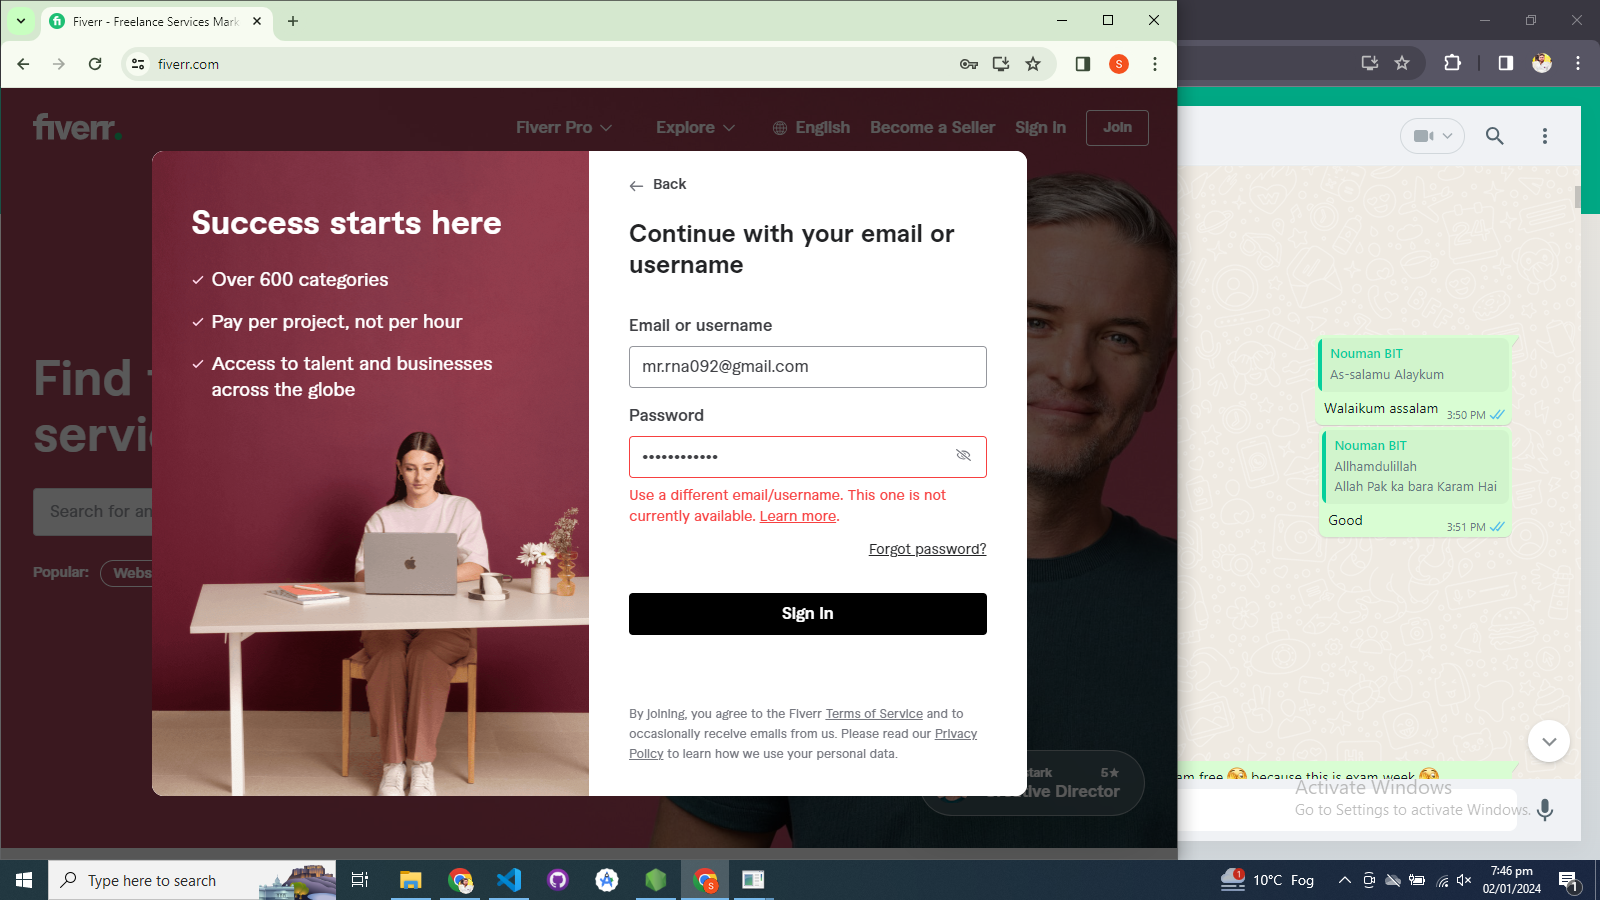 Fiverr - Freelance Services Mark
fiverr.com
S
fiverr.
Fiverr Pro
Explore
English
Become a Seller
Sign in
Join
Success starts here
Over 600 categories
Pay per project, not per hour
Access to talent and businesses
across the globe
Back
Continue with your email or
username
Email or username
mr.rna092@gmail.com
Password
••••••••••••
Use a different email/username. This one is not
currently available. Learn more.
Forgot password?
Sign In
By joining, you agree to the Fiverr Terms of Service and to
occasionally receive emails from us. Please read our Privacy
Policy to learn how we use your personal data.
Find
servi
Search for an
Popular:
Webs
stark
5★
Director
Nouman BIT
As-salamu Alaykum
Walaikum assalam
3:50 PM
Nouman BIT
Allhamdulillah
Allah Pak ka bara Karam Hai
Good
3:51 PM
am free 🫣 because this is exam week 🫣
Activate Windows
Go to Settings to activate Windows.
Type here to search
1
10°C Fog
7:46 pm
02/01/2024
1